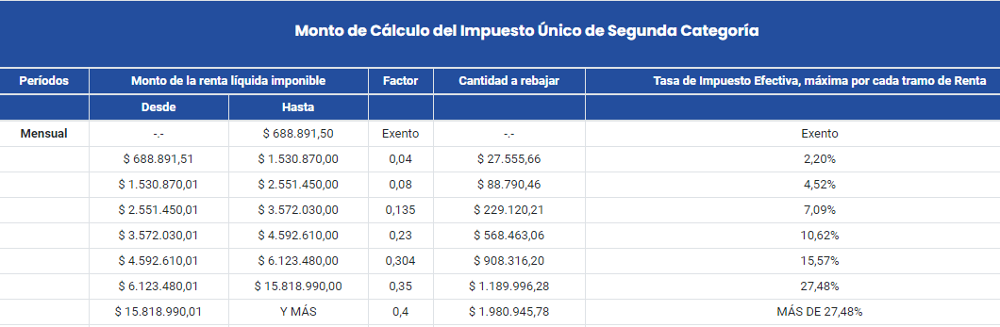 Monto de Cálculo del Impuesto Único de Segunda Categoría
Períodos Monto de la renta líquida imponible Factor Cantidad a rebajar Tasa de Impuesto Efectiva, máxima por cada tramo de Renta
Desde Hasta
Mensual -.- $ 688.891,50 Exento -.- Exento
$ 688.891,51 $ 1.530.870,00 0,04 $ 27.555,66 2,20%
$ 1.530.870,01 $ 2.551.450,00 0,08 $ 88.790,46 4,52%
$ 2.551.450,01 $ 3.572.030,00 0,135 $ 229.120,21 7,09%
$ 3.572.030,01 $ 4.592.610,00 0,23 $ 568.463,06 10,62%
$ 4.592.610,01 $ 6.123.480,00 0,304 $ 908.316,20 15,57%
$ 6.123.480,01 $ 15.818.990,00 0,35 $ 1.189.996,28 27,48%
$ 15.818.990,01 Y MÁS 0,4 $ 1.980.945,78 MÁS DE 27,48%